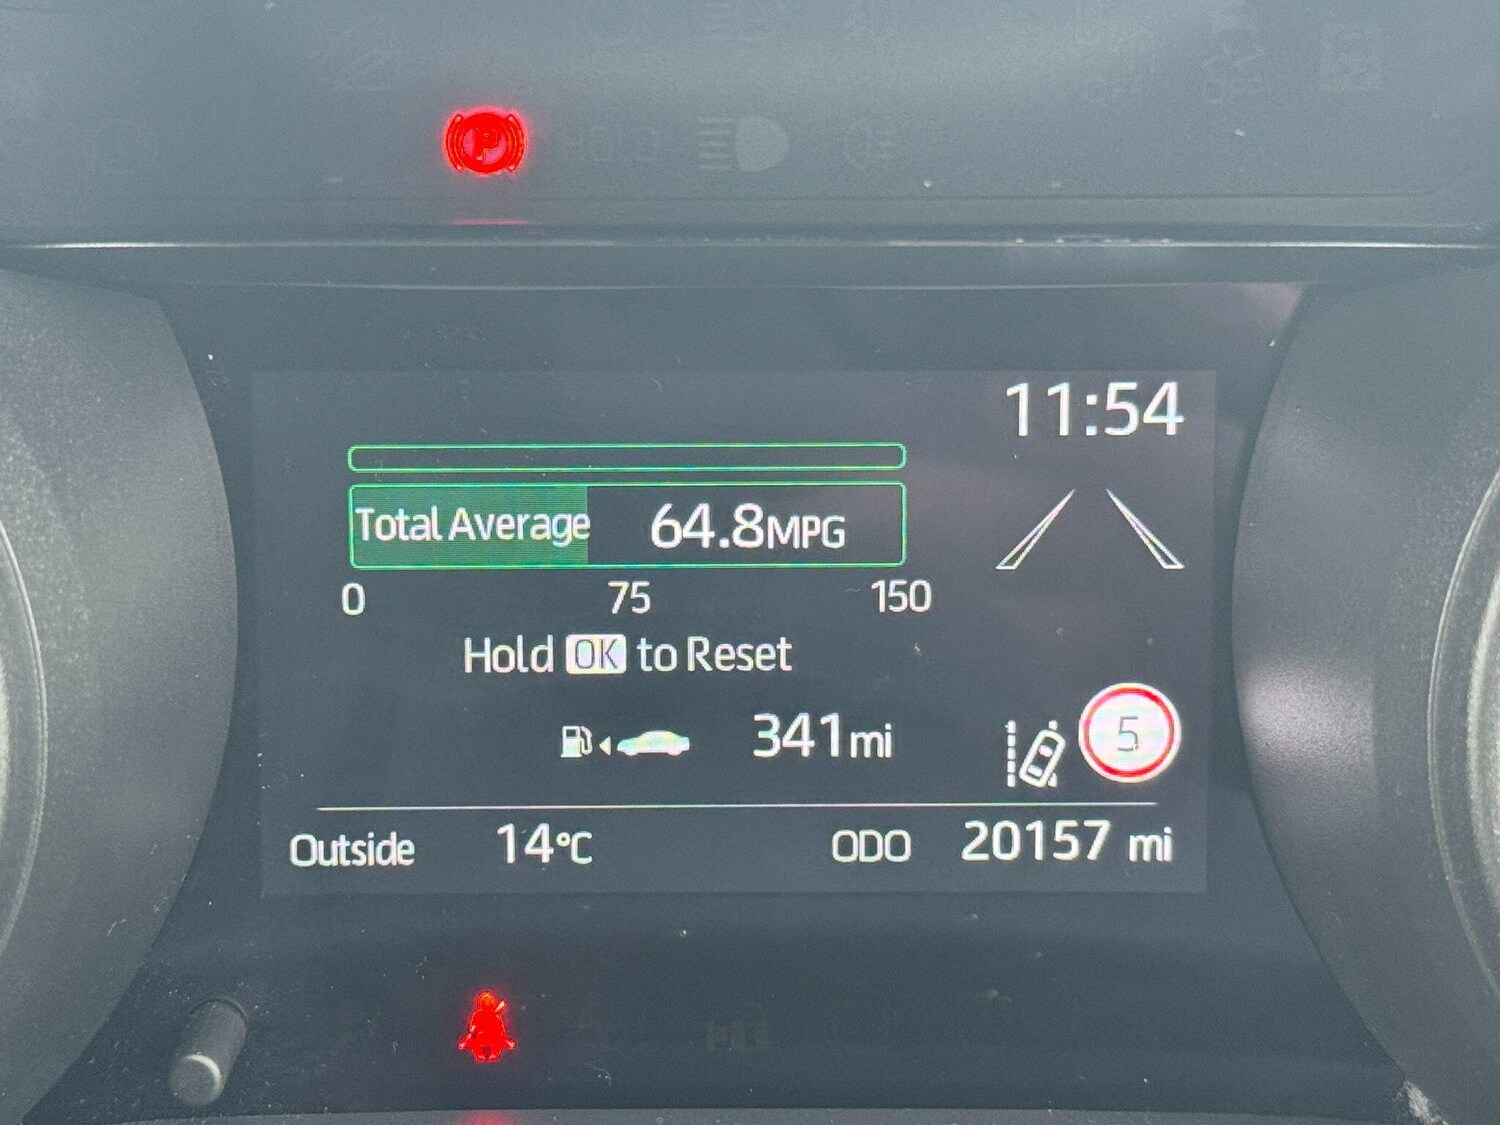 P
HOLD
11:54
Total Average 64.8MPG
0 75 150
Hold OK to Reset
341mi
5
Outside 14°C ODO 20157 mi